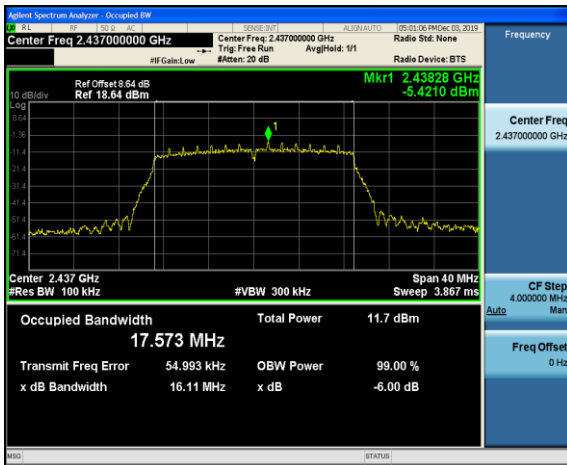 Agilent Spectrum Analyzer - Occupied BW
RL RF 50 Ω AC SENSE:INT ALIGN AUTO 05:01:06 PM Dec 03, 2019
Center Freq 2.437000000 GHz
Center Freq: 2.437000000 GHz
Radio Std: None
Trig: Free Run Avg|Hold: 1/1
#IFGain:Low #Atten: 20 dB Radio Device: BTS
Frequency
Mkr1 2.43828 GHz
-5.4210 dBm
Ref Offset 8.64 dB
10 dB/div Ref 18.64 dBm
Log
8.64
-1.36
-11.4
-21.4
-31.4
-41.4
-51.4
-61.4
-71.4
1
Center 2.437 GHz Span 40 MHz
#Res BW 100 kHz #VBW 300 kHz Sweep 3.867 ms
Occupied Bandwidth Total Power 11.7 dBm
17.573 MHz
Transmit Freq Error 54.993 kHz OBW Power 99.00 %
x dB Bandwidth 16.11 MHz x dB -6.00 dB
Center Freq
2.437000000 GHz
CF Step
4.000000 MHz
Auto Man
Freq Offset
0 Hz
MSG STATUS